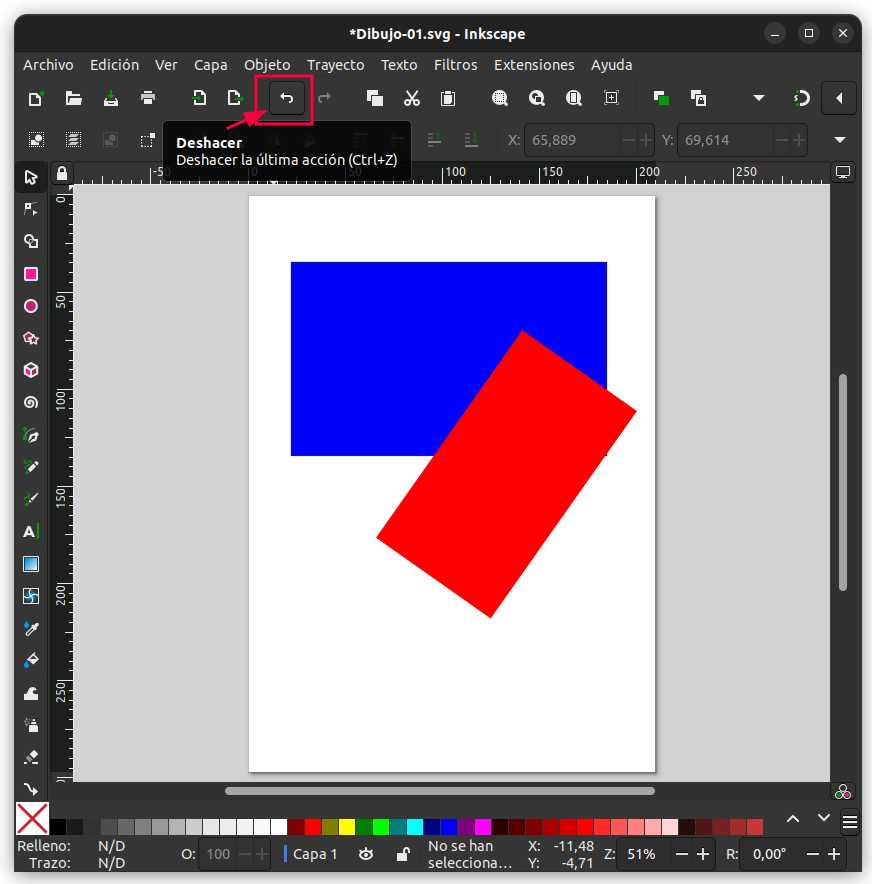 *Dibujo-01.svg - Inkscape
Archivo Edición Ver Capa Objeto Trayecto Texto Filtros Extensiones Ayuda
Deshacer
Deshacer la última acción (Ctrl+Z)
X: 65,889 Y: 69,614
-50 0 50 100 150 200 250
0
50
100
150
200
250
A
Relleno: N/D
Trazo: N/D
O: 100
Capa 1
No se han
selecciona...
X: -11,48
Y: -4,71
Z: 51%
R: 0,00°